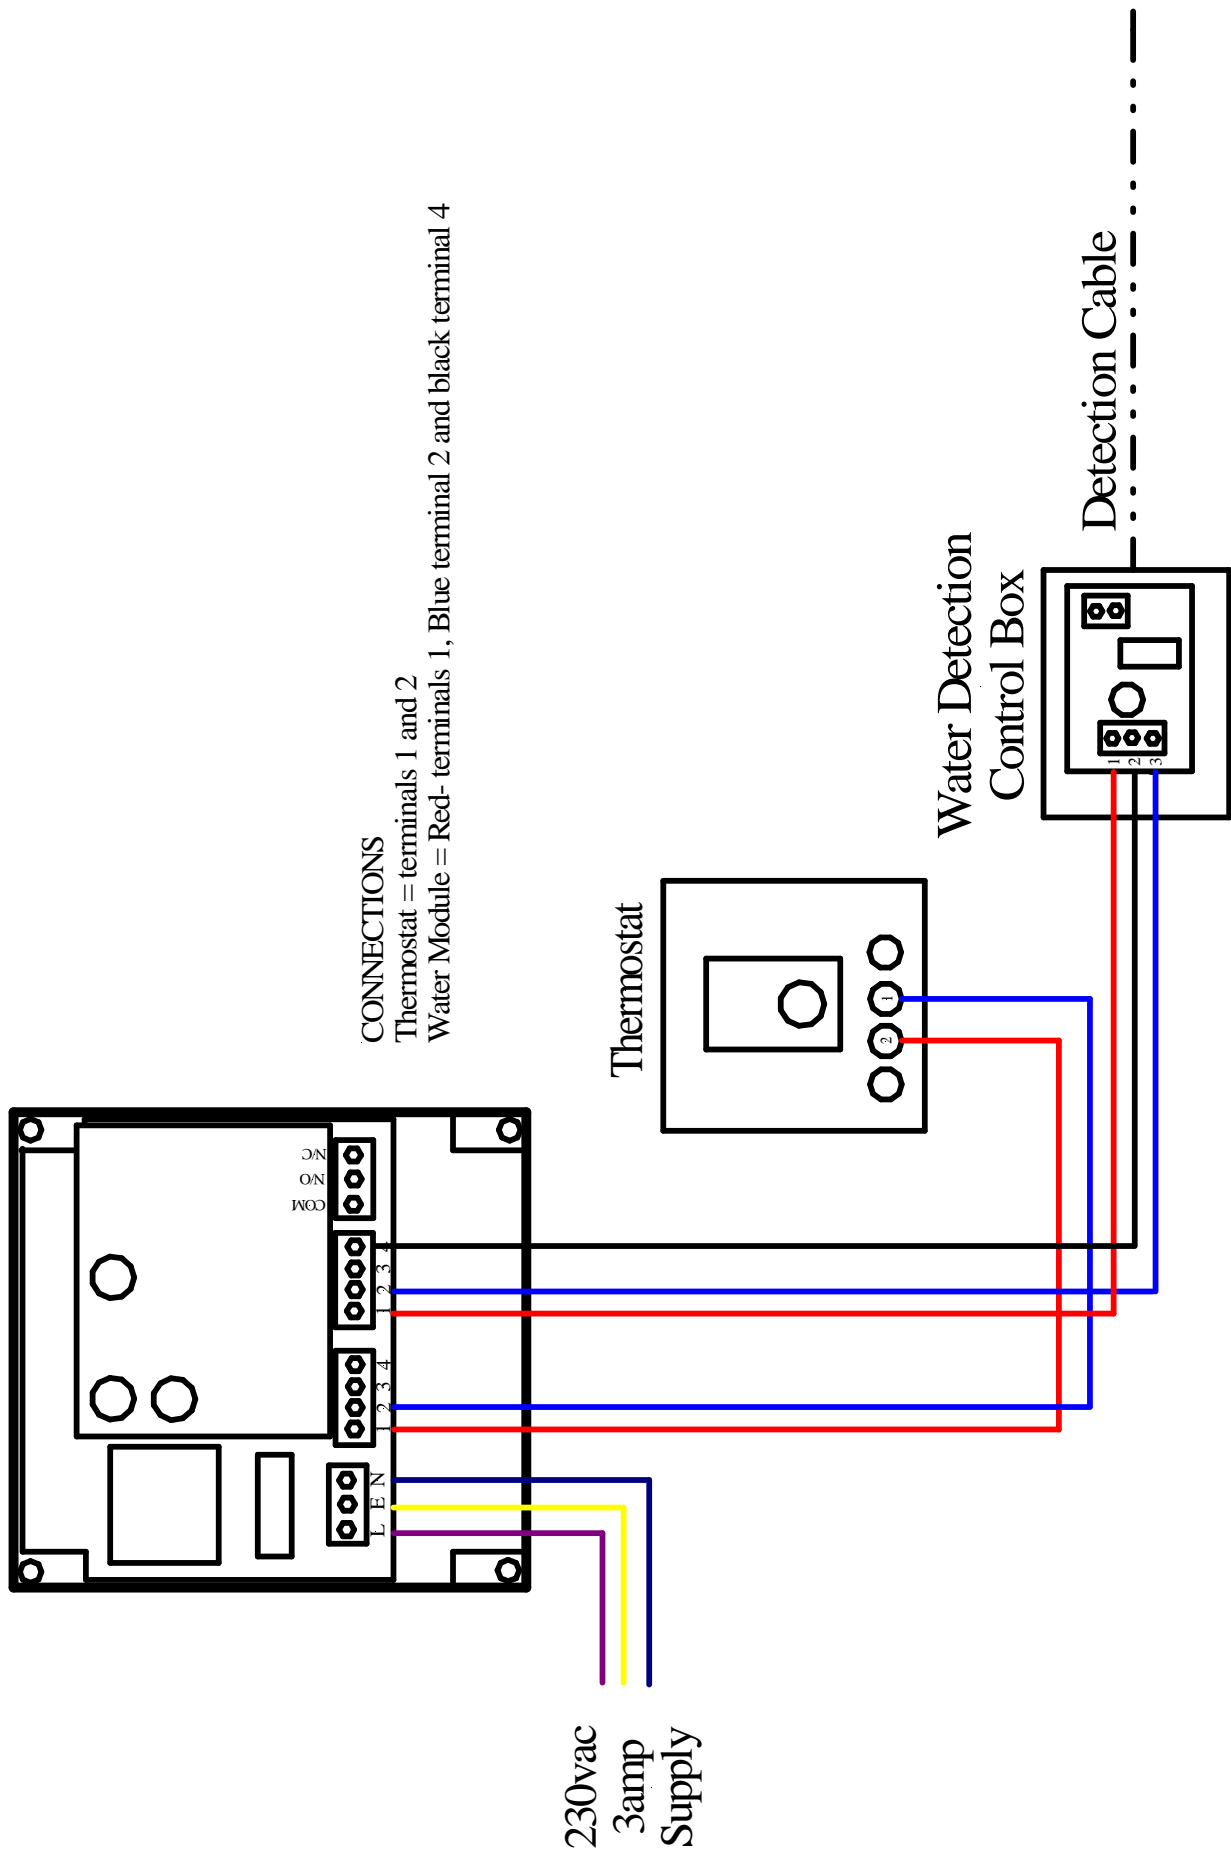 N/C
N/O
COM
L E N
1 2 3 4
1 2 3 4
CONNECTIONS
Thermostat = terminals 1 and 2
Water Module = Red- terminals 1, Blue terminal 2 and black terminal 4
230vac
3amp
Supply
Thermostat
2 1
Water Detection
Control Box
1
2
3
Detection Cable